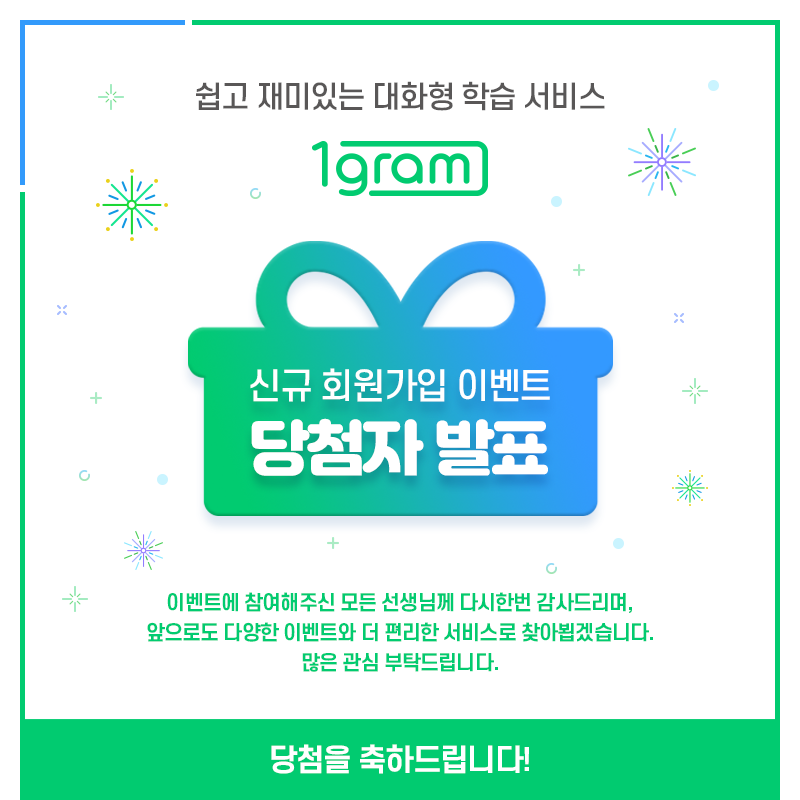 쉽고 재미있는 대화형 학습 서비스
1gram
신규 회원가입 이벤트
당첨자 발표
이벤트에 참여해주신 모든 선생님께 다시한번 감사드리며,
앞으로도 다양한 이벤트와 더 편리한 서비스로 찾아뵙겠습니다.
많은 관심 부탁드립니다.
당첨을 축하드립니다!